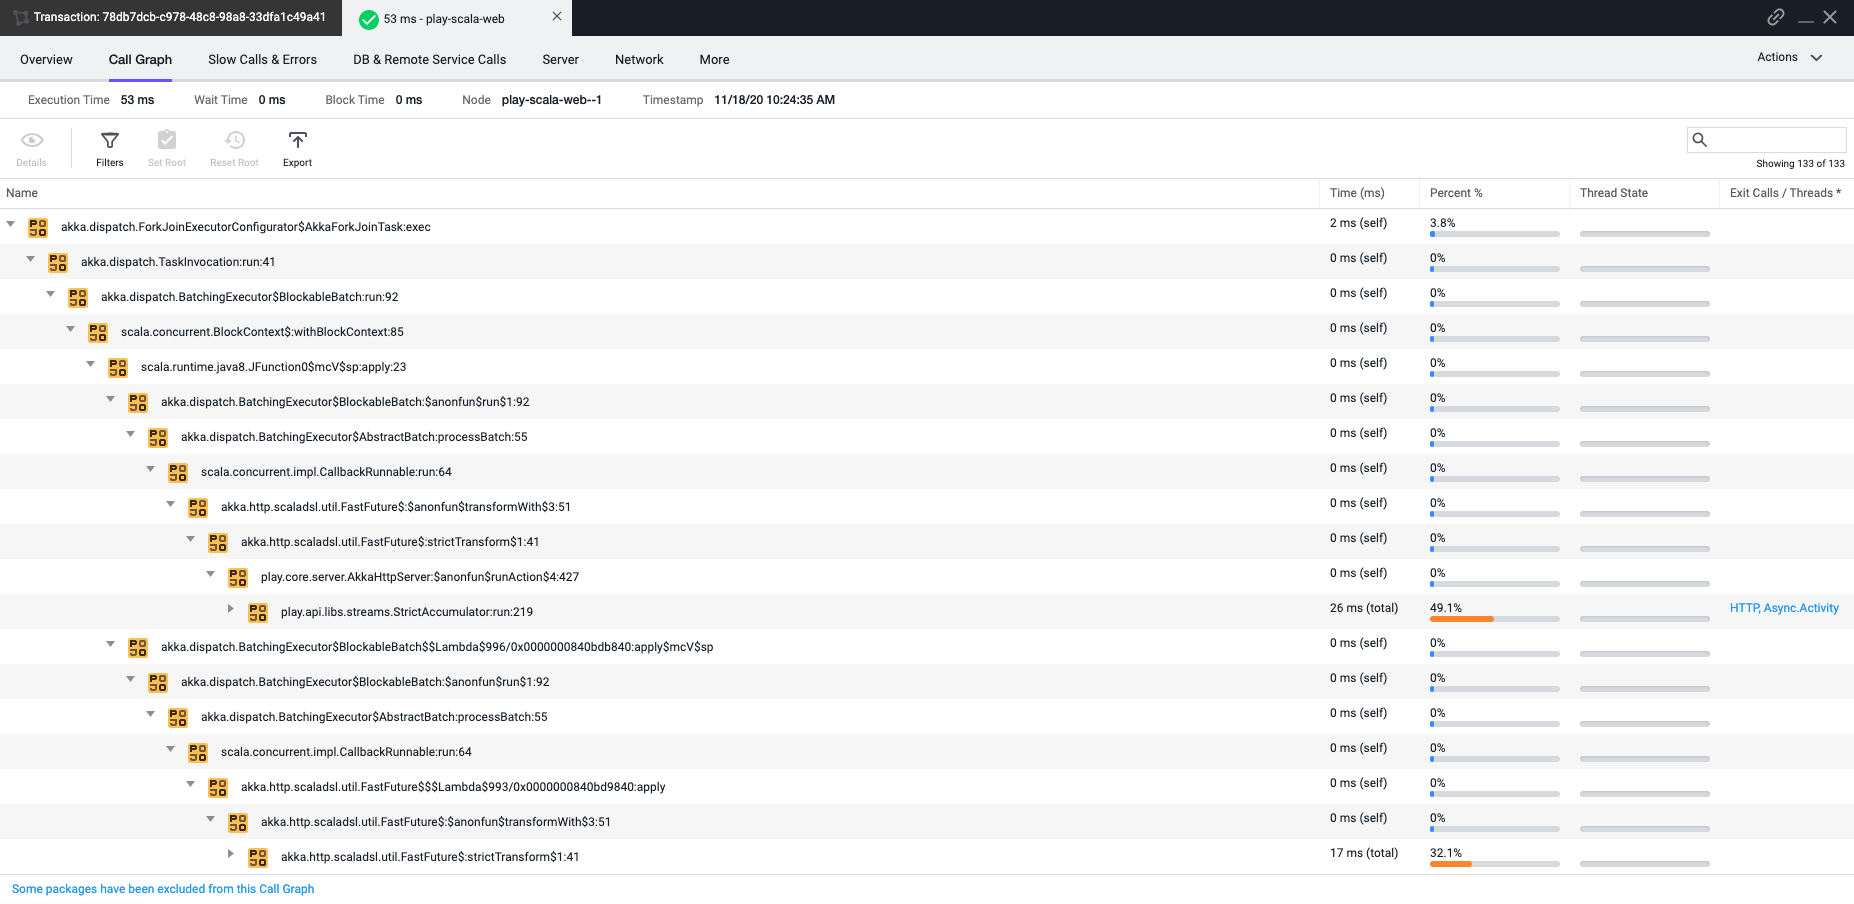 Transaction: 78db7dcb-c978-48c8-98a8-33dfa1c49a41 53 ms - play-scala-web
Overview Call Graph Slow Calls & Errors DB & Remote Service Calls Server Network More Actions
Execution Time 53 ms Wait Time 0 ms Block Time 0 ms Node play-scala-web--1 Timestamp 11/18/20 10:24:35 AM
Details Filters Set Root Reset Root Export
Showing 133 of 133
Name Time (ms) Percent % Thread State Exit Calls / Threads *
akka.dispatch.ForkJoinExecutorConfigurator$AkkaForkJoinTask:exec 2 ms (self) 3.8%
akka.dispatch.TaskInvocation:run:41 0 ms (self) 0%
akka.dispatch.BatchingExecutor$BlockableBatch:run:92 0 ms (self) 0%
scala.concurrent.BlockContext$:withBlockContext:85 0 ms (self) 0%
scala.runtime.java8.JFunction0$mcV$sp:apply:23 0 ms (self) 0%
akka.dispatch.BatchingExecutor$BlockableBatch:$anonfun$run$1:92 0 ms (self) 0%
akka.dispatch.BatchingExecutor$AbstractBatch:processBatch:55 0 ms (self) 0%
scala.concurrent.impl.CallbackRunnable:run:64 0 ms (self) 0%
akka.http.scaladsl.util.FastFuture$:$anonfun$transformWith$3:51 0 ms (self) 0%
akka.http.scaladsl.util.FastFuture$:strictTransform$1:41 0 ms (self) 0%
play.core.server.AkkaHttpServer:$anonfun$runAction$4:427 0 ms (self) 0%
play.api.libs.streams.StrictAccumulator:run:219 26 ms (total) 49.1% HTTP, Async.Activity
akka.dispatch.BatchingExecutor$BlockableBatch$$Lambda$996/0x0000000840bdb840:apply$mcV$sp 0 ms (self) 0%
akka.dispatch.BatchingExecutor$BlockableBatch:$anonfun$run$1:92 0 ms (self) 0%
akka.dispatch.BatchingExecutor$AbstractBatch:processBatch:55 0 ms (self) 0%
scala.concurrent.impl.CallbackRunnable:run:64 0 ms (self) 0%
akka.http.scaladsl.util.FastFuture$$$Lambda$993/0x0000000840bd9840:apply 0 ms (self) 0%
akka.http.scaladsl.util.FastFuture$:$anonfun$transformWith$3:51 0 ms (self) 0%
akka.http.scaladsl.util.FastFuture$:strictTransform$1:41 17 ms (total) 32.1%
Some packages have been excluded from this Call Graph